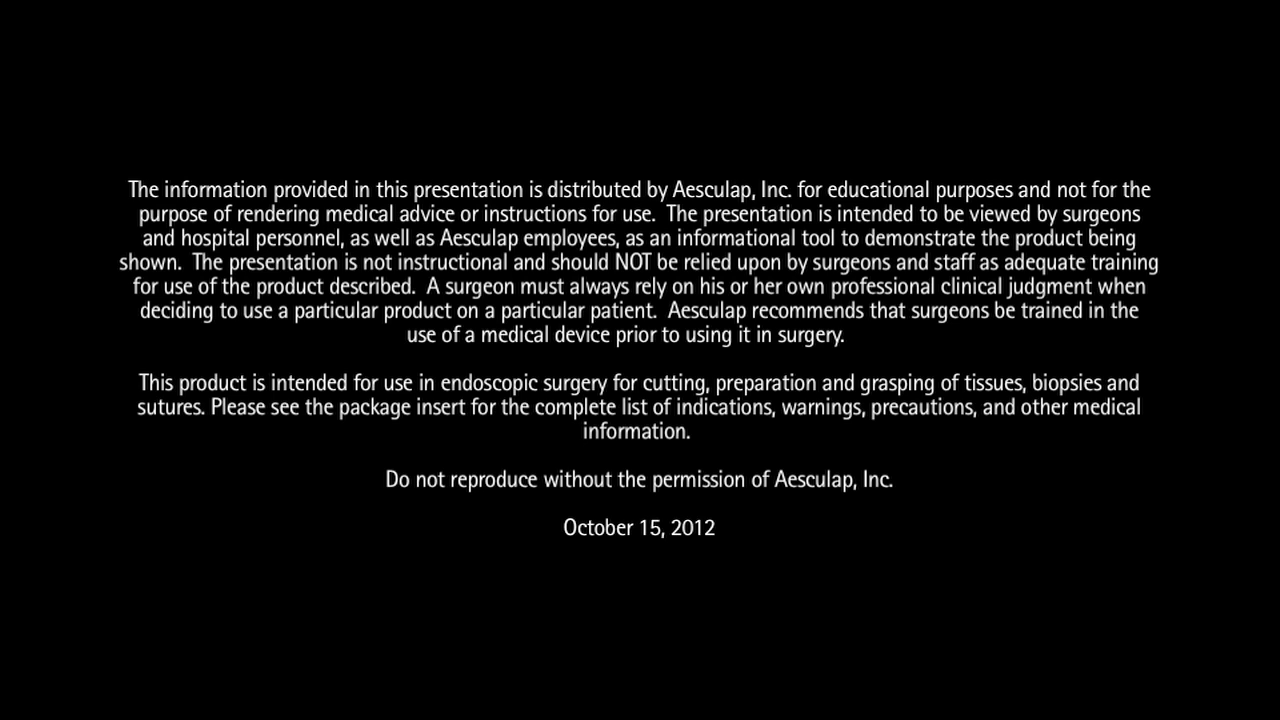 The information provided in this presentation is distributed by Aesculap, Inc. for educational purposes and not for the
purpose of rendering medical advice or instructions for use.  The presentation is intended to be viewed by surgeons
and hospital personnel, as well as Aesculap employees, as an informational tool to demonstrate the product being
shown.  The presentation is not instructional and should NOT be relied upon by surgeons and staff as adequate training
for use of the product described.  A surgeon must always rely on his or her own professional clinical judgment when
deciding to use a particular product on a particular patient.  Aesculap recommends that surgeons be trained in the
use of a medical device prior to using it in surgery.
This product is intended for use in endoscopic surgery for cutting, preparation and grasping of tissues, biopsies and
sutures. Please see the package insert for the complete list of indications, warnings, precautions, and other medical
information.
Do not reproduce without the permission of Aesculap, Inc.
October 15, 2012